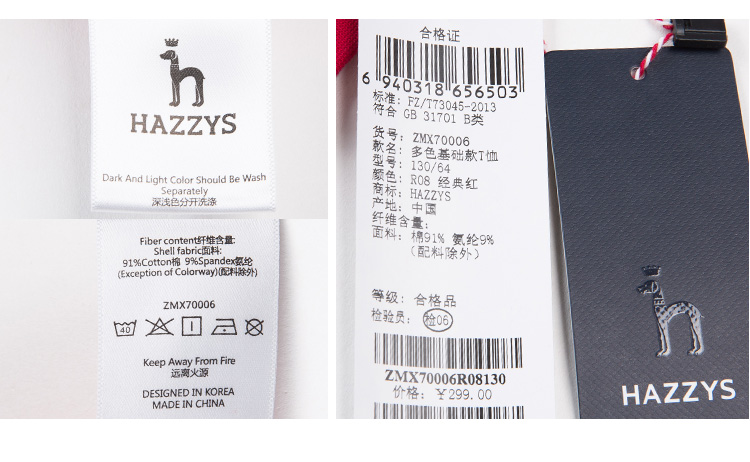 HAZZYS
Dark And Light Color Should Be Wash
Separately
深浅色分开洗涤
Fiber content纤维含量:
Shell fabric面料:
91%Cotton棉 9%Spandex氨纶
(Exception of Colorway)(配料除外)
ZMX70006
40
Keep Away From Fire
远离火源
DESIGNED IN KOREA
MADE IN CHINA
合格证
6 940318 656503
标准: FZ/T73045-2013
符合 GB 31701 B类
货号: ZMX70006
款名: 多色基础款T恤
型号: 130/64
颜色: R08 经典红
商标: HAZZYS
产地: 中国
纤维含量:
面料: 棉91% 氨纶9%
(配料除外)
等级: 合格品
检验员: 检06
ZMX70006R08130
价格: ¥299.00
HAZZYS